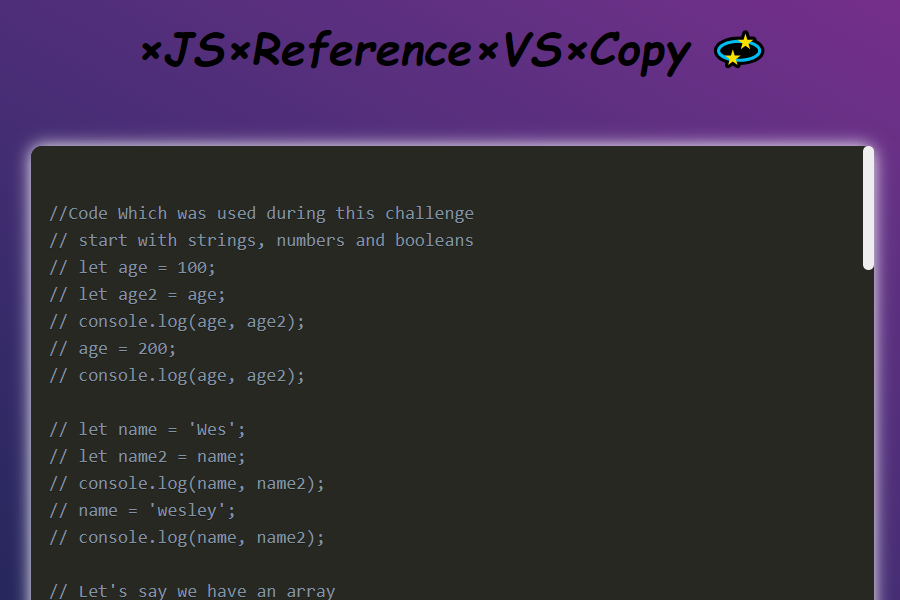 ×JS×Reference×VS×Copy 💫
//Code Which was used during this challenge
// start with strings, numbers and booleans
// let age = 100;
// let age2 = age;
// console.log(age, age2);
// age = 200;
// console.log(age, age2);
// let name = 'Wes';
// let name2 = name;
// console.log(name, name2);
// name = 'wesley';
// console.log(name, name2);
// Let's say we have an array